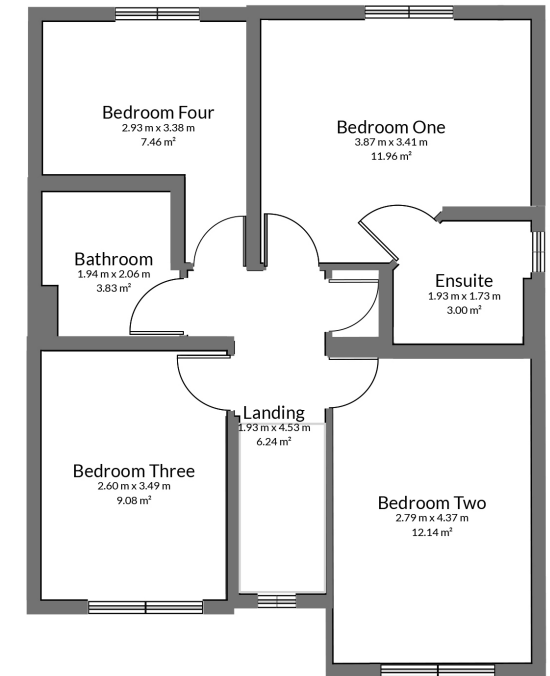 Bedroom Four
2.93 m x 3.38 m
7.46 m²
Bedroom One
3.87 m x 3.41 m
11.96 m²
Bathroom
1.94 m x 2.06 m
3.83 m²
Ensuite
1.93 m x 1.73 m
3.00 m²
Landing
1.93 m x 4.53 m
6.24 m²
Bedroom Three
2.60 m x 3.49 m
9.08 m²
Bedroom Two
2.79 m x 4.37 m
12.14 m²